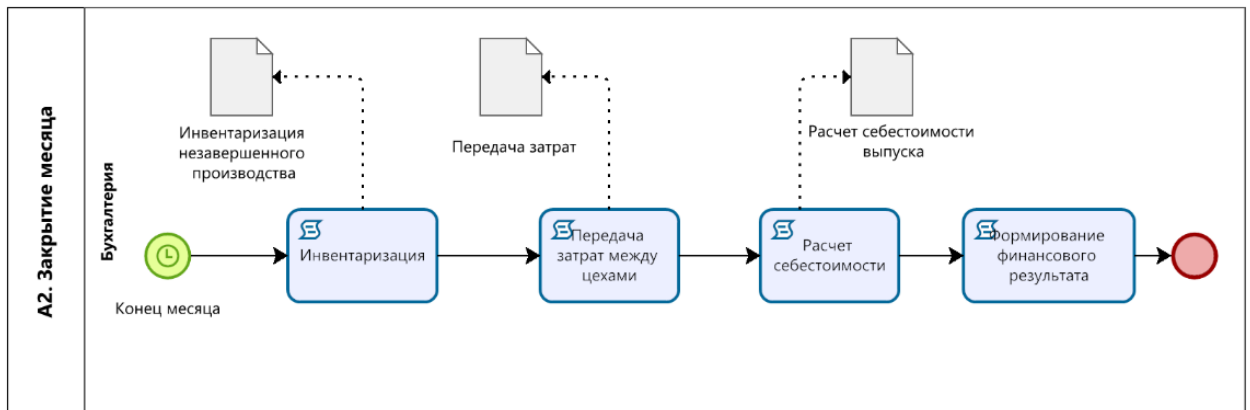 А2. Закрытие месяца
Бухгалтерия
Инвентаризация
незавершенного
производства
Передача затрат
Расчет себестоимости
выпуска
Конец месяца
Инвентаризация
Передача
затрат между
цехами
Расчет
себестоимости
Формирование
финансового
результата